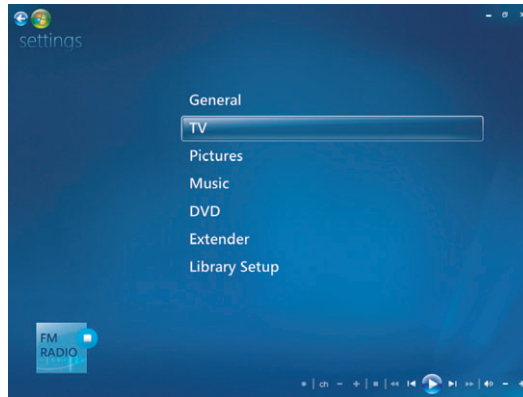 settings
General
TV
Pictures
Music
DVD
Extender
Library Setup
FM
RADIO
ch